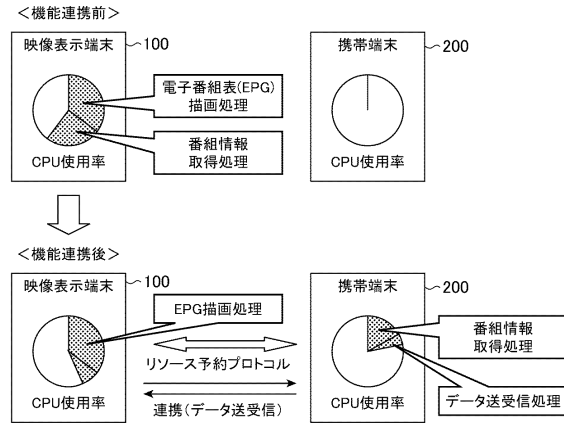 ＜機能連携前＞
映像表示端末
100
携帯端末
200
電子番組表(EPG)
描画処理
番組情報
取得処理
CPU使用率
CPU使用率
＜機能連携後＞
映像表示端末
100
携帯端末
200
EPG描画処理
番組情報
取得処理
リソース予約プロトコル
データ送受信処理
CPU使用率
連携(データ送受信)
CPU使用率